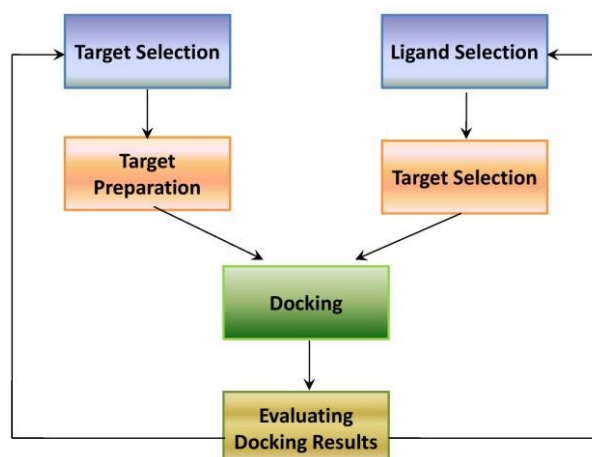 Target Selection
Ligand Selection
Target
Preparation
Target Selection
Docking
Evaluating
Docking Results